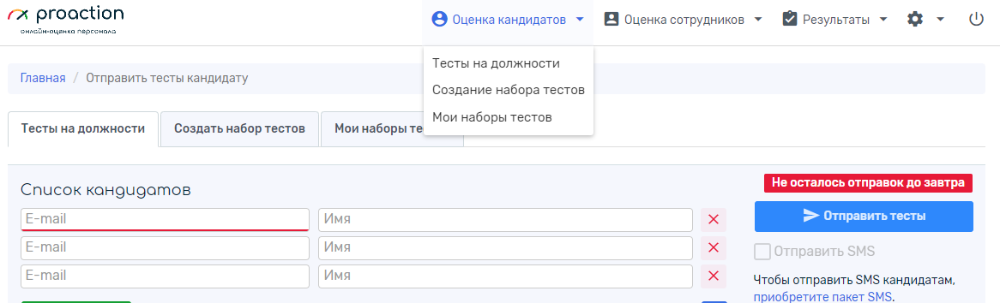 proaction
онлайн-оценка персонала
Оценка кандидатов
Оценка сотрудников
Результаты
Тесты на должности
Создание набора тестов
Мои наборы тестов
Главная / Отправить тесты кандидату
Тесты на должности
Создать набор тестов
Мои наборы те
Список кандидатов
Не осталось отправок до завтра
E-mail Имя
Отправить тесты
E-mail Имя
Отправить SMS
E-mail Имя
Чтобы отправить SMS кандидатам,
приобретите пакет SMS.